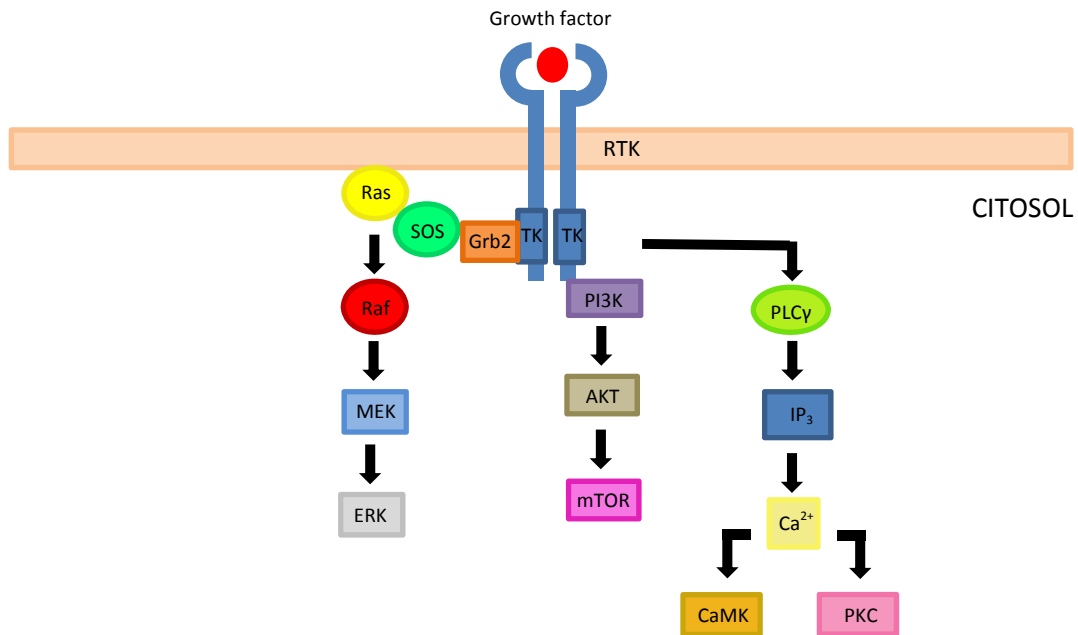 Growth factor
RTK
CITOSOL
Ras
SOS
Grb2
TK
TK
Raf
PI3K
PLCγ
MEK
AKT
IP₃
ERK
mTOR
Ca²⁺
CaMK
PKC